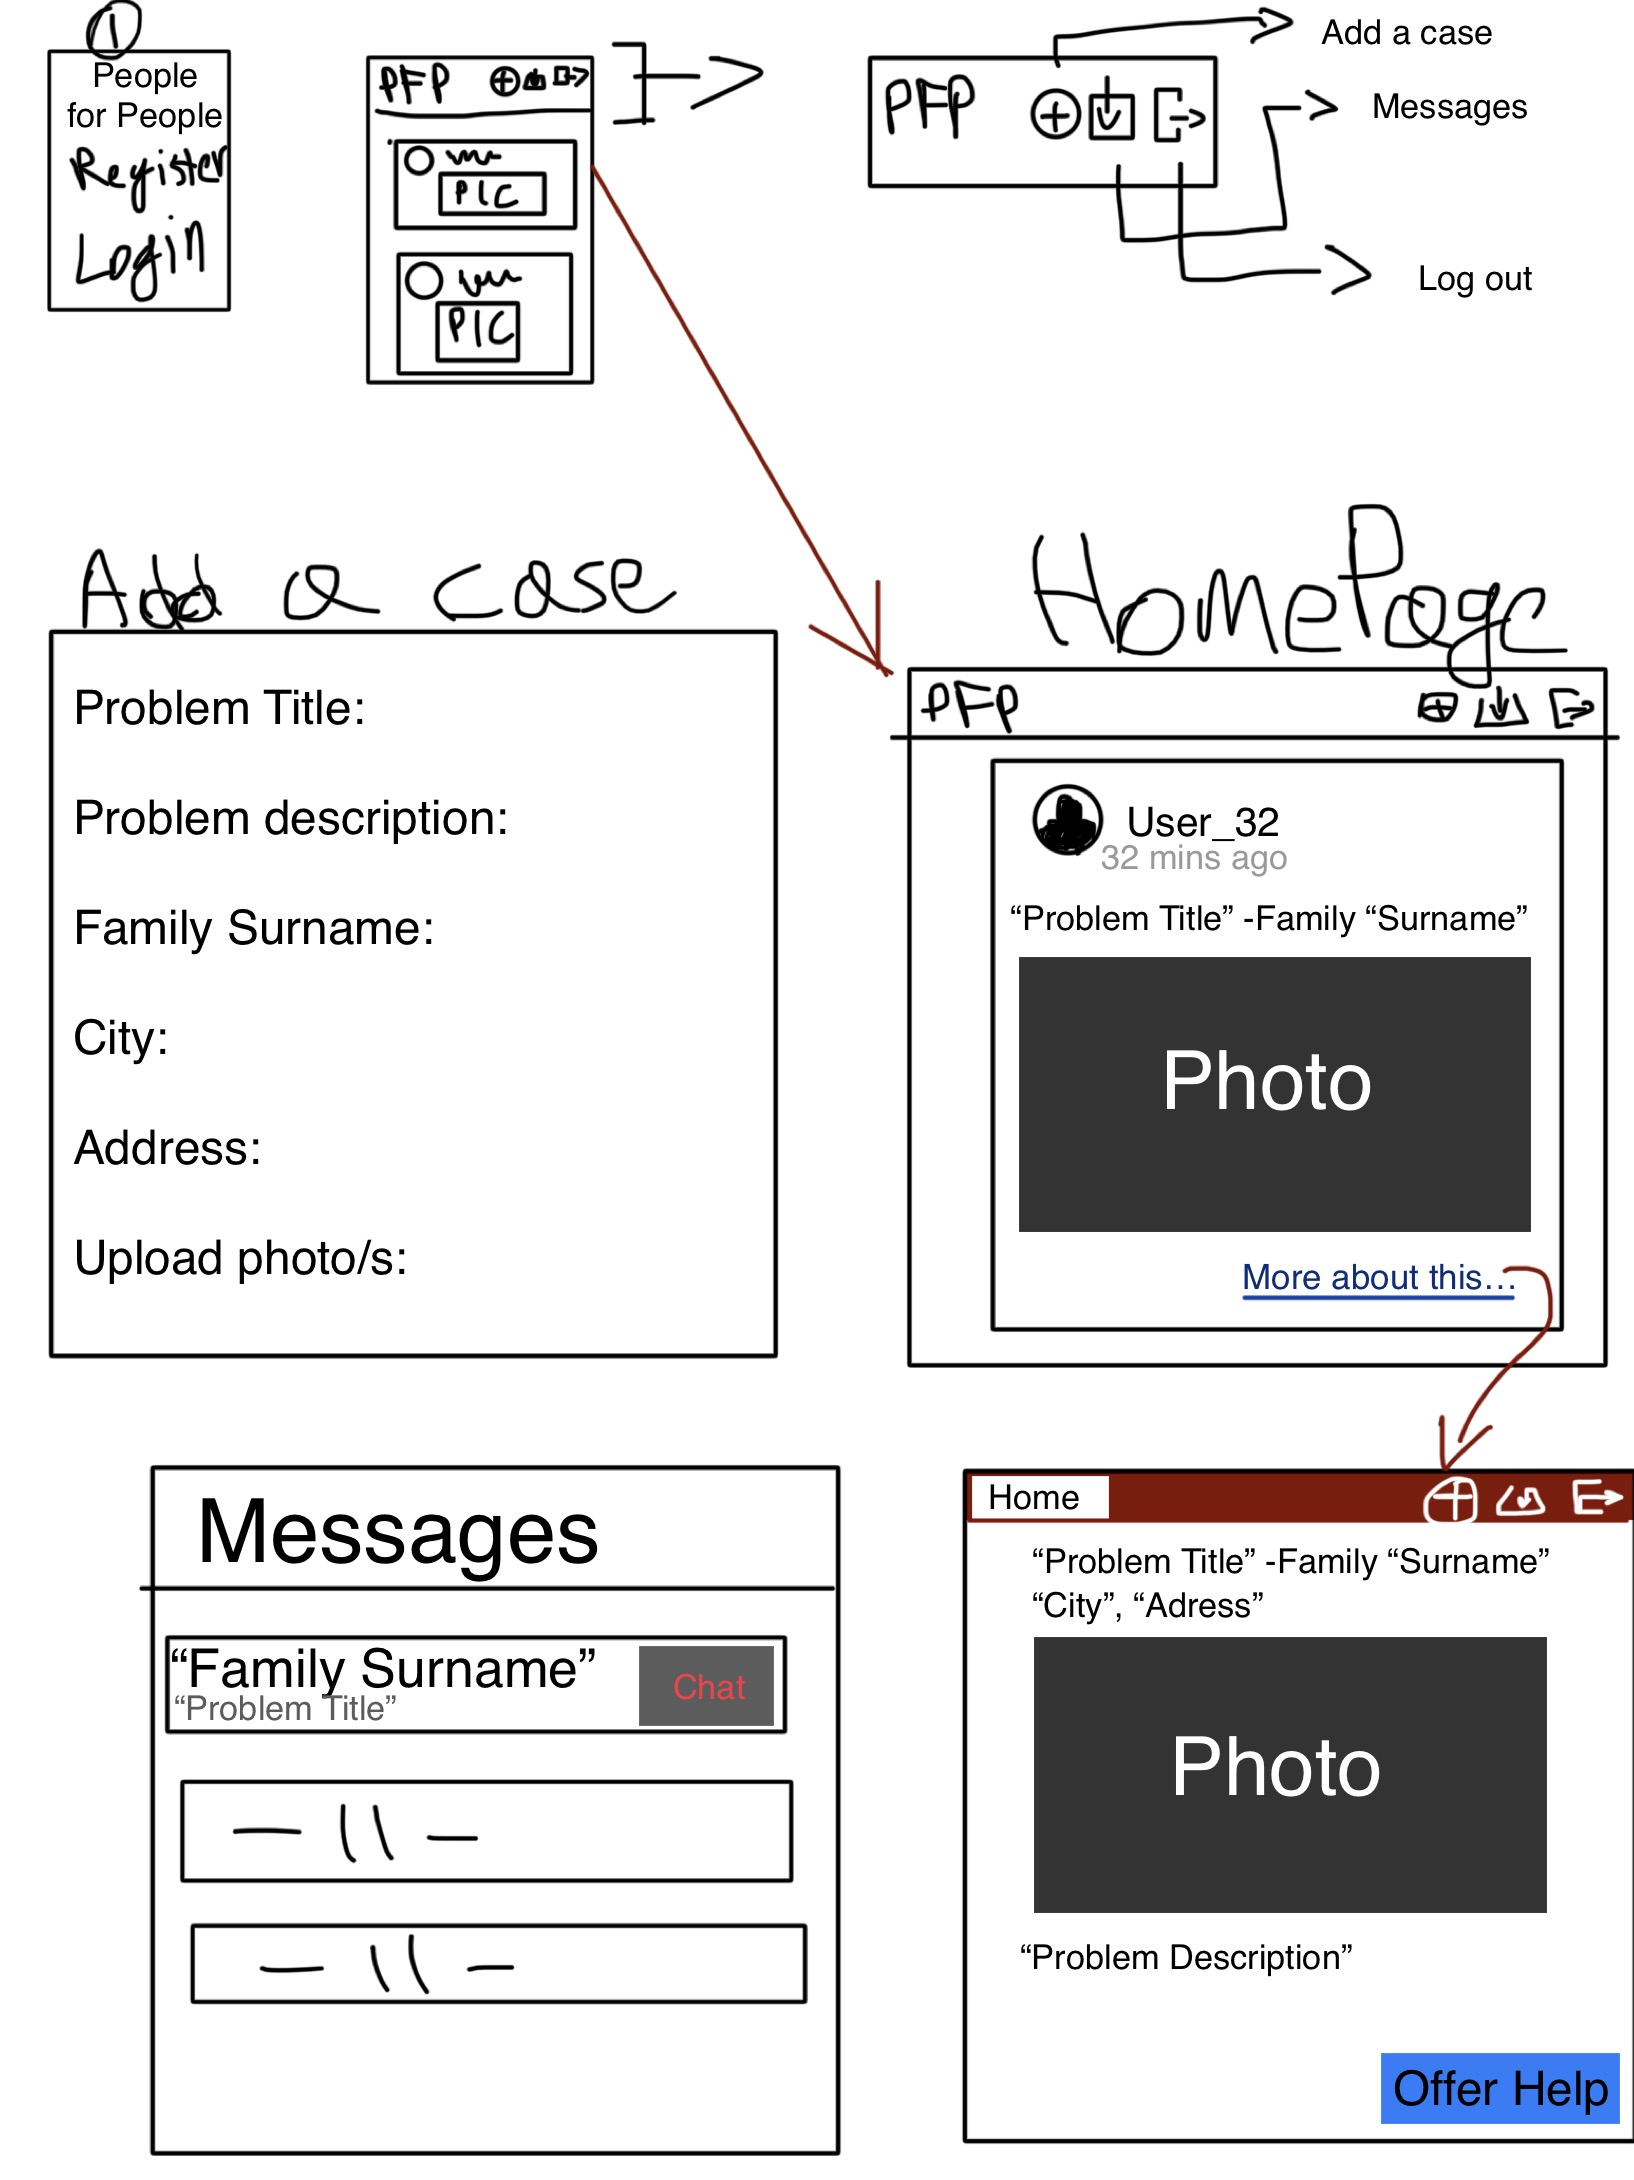 1
People
for People
Register
Login
PFP
PIC
PIC
PFP
Add a case
Messages
Log out
Add a case
Problem Title:
Problem description:
Family Surname:
City:
Address:
Upload photo/s:
HomePage
PFP
User_32
32 mins ago
“Problem Title” -Family “Surname”
Photo
More about this...
Messages
“Family Surname”
“Problem Title”
Chat
— \\ —
— \\ —
Home
“Problem Title” -Family “Surname”
“City”, “Adress”
Photo
“Problem Description”
Offer Help